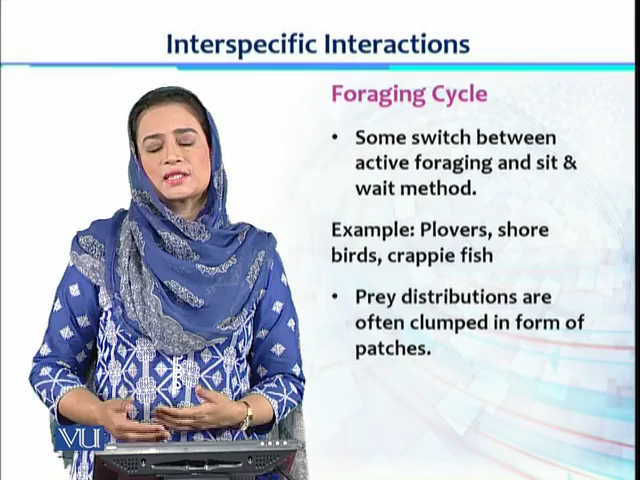 Interspecific Interactions
Foraging Cycle
• Some switch between
active foraging and sit &
wait method.
Example: Plovers, shore
birds, crappie fish
• Prey distributions are
often clumped in form of
patches.
VU